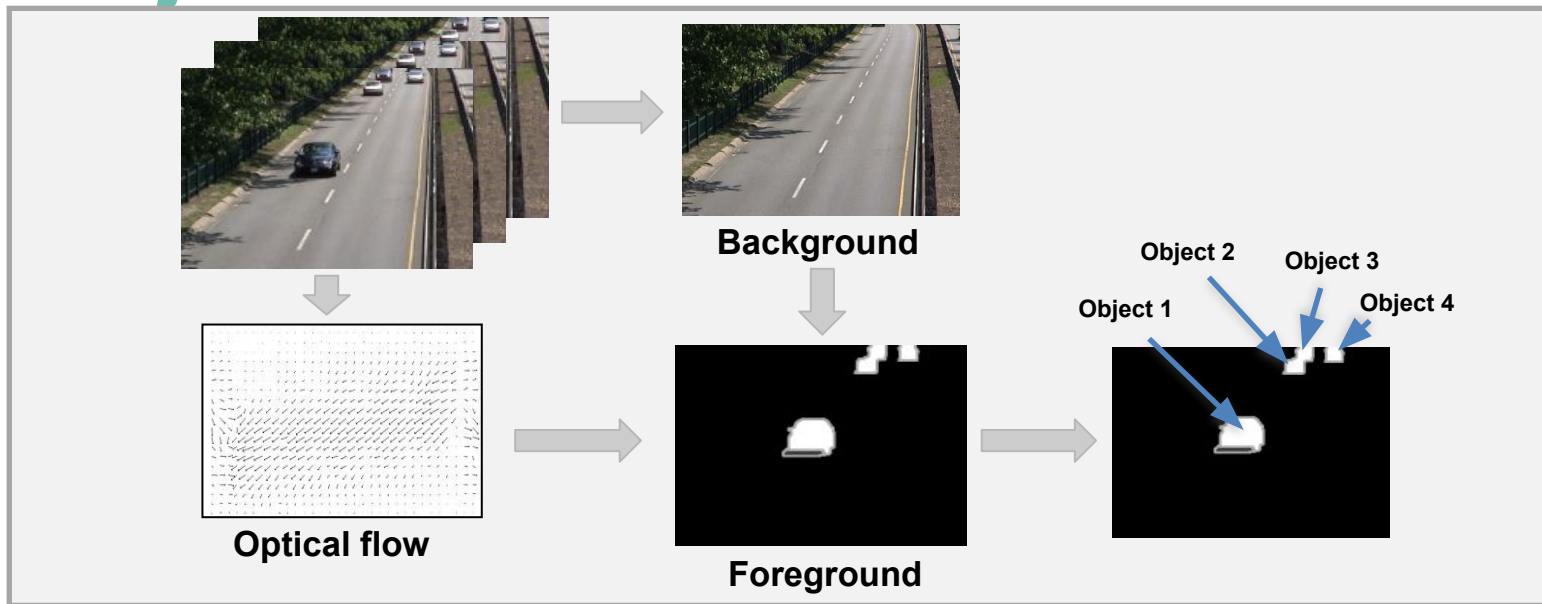 Background
Object 2
Object 3
Object 1
Object 4
Optical flow
Foreground